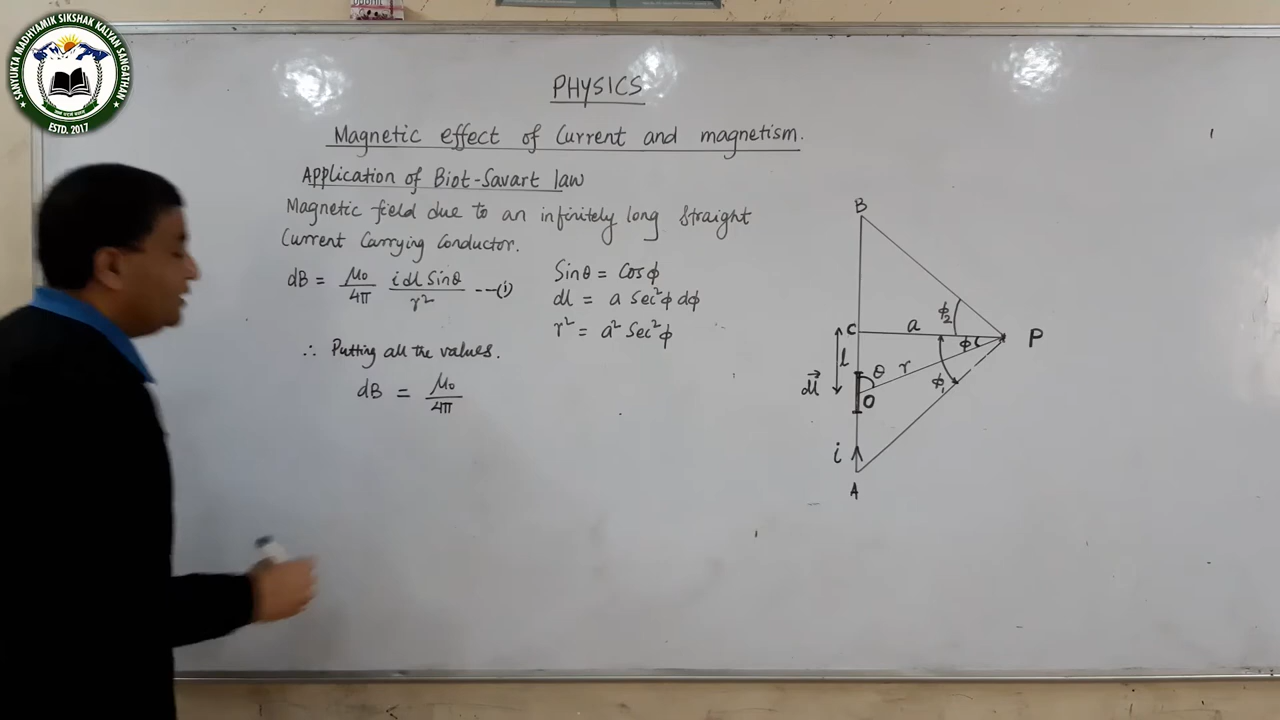 SANYUKTA MADHYAMIK SIKSHAK KALYAN SANGATHAN
ESTD. 2017
PHYSICS
Magnetic effect of Current and magnetism.
Application of Biot-Savart law
Magnetic field due to an infinitely long Straight
Current Carrying Conductor.
dB = μ₀/4π i dl Sinθ/r² --- (i)
Sinθ = Cosϕ
dl = a Sec²ϕ dϕ
r² = a² Sec²ϕ
∴ Putting all the values.
dB = μ₀/4π
B
ϕ₂
C a
ϕ P
l
θ r
ϕ₁
dl⃗
O
i
A